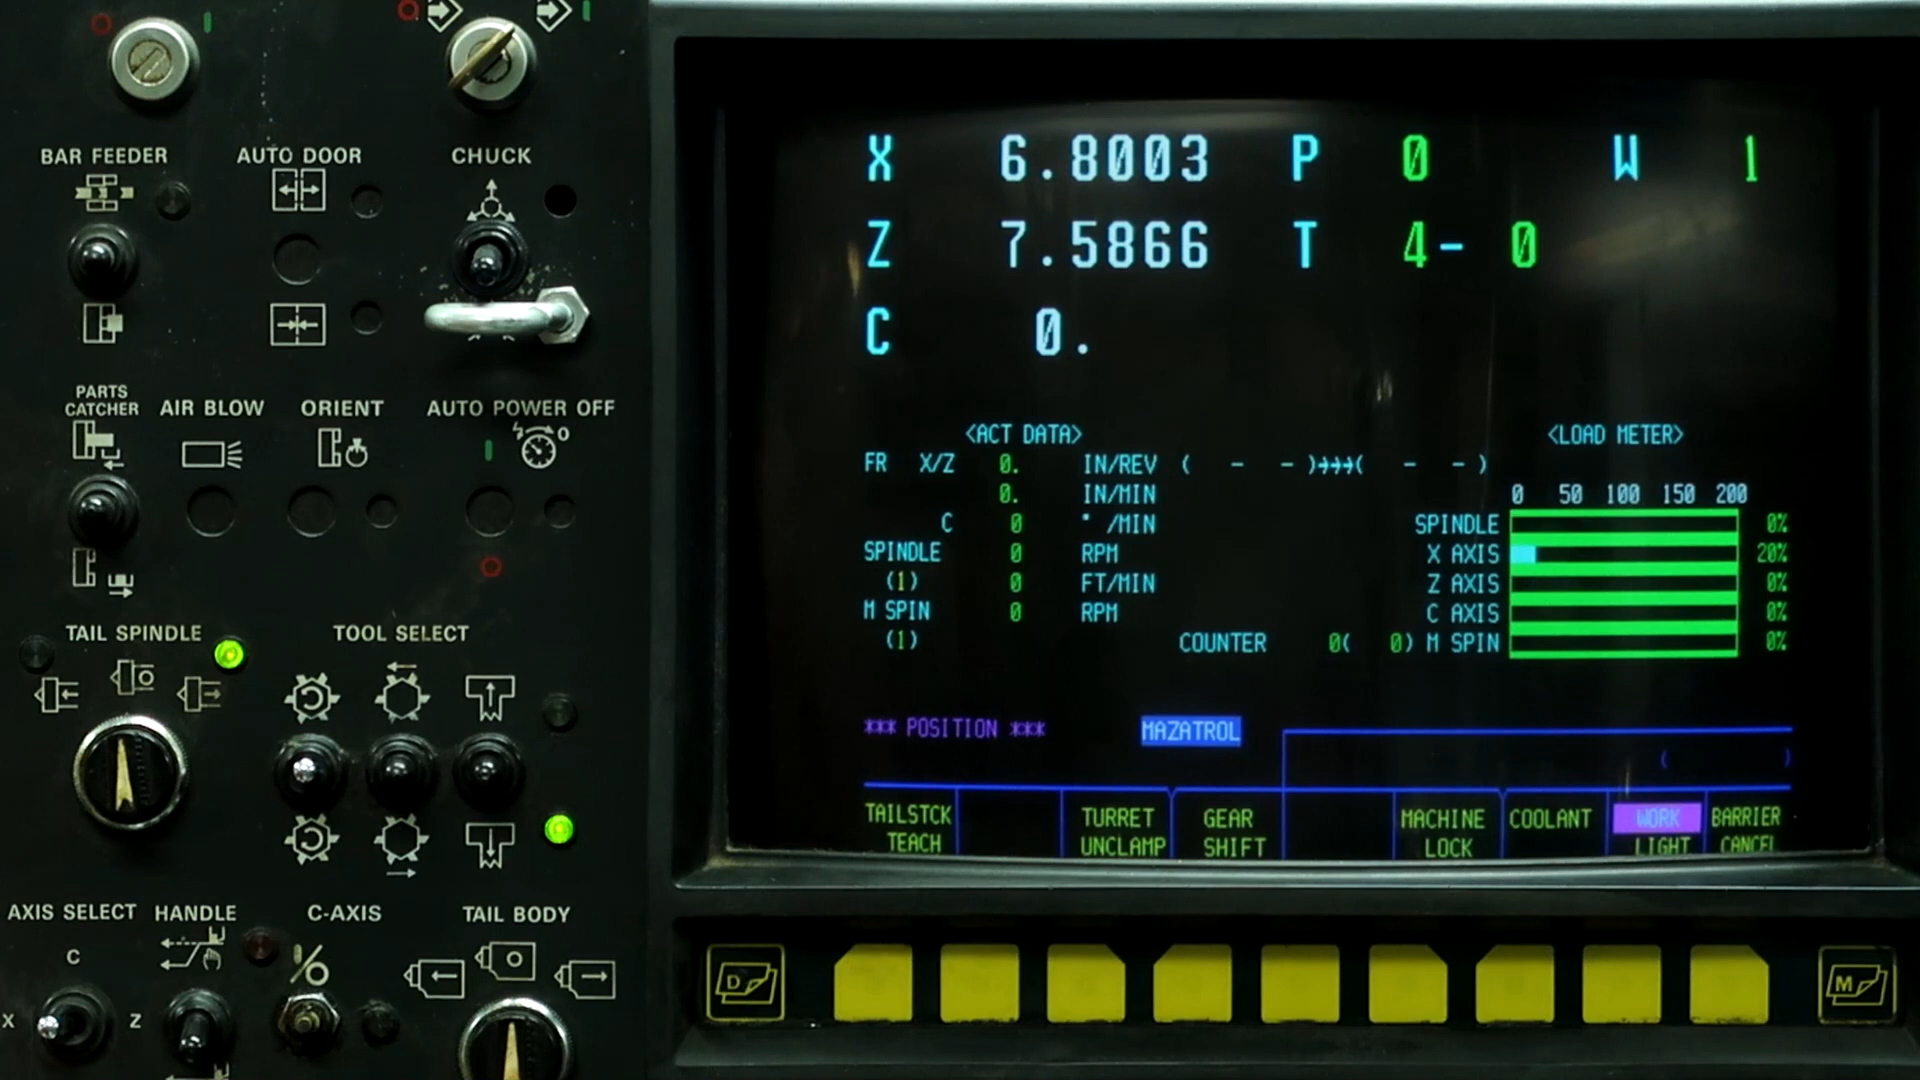 BAR FEEDER
AUTO DOOR
CHUCK
PARTS
CATCHER
AIR BLOW
ORIENT
AUTO POWER OFF
O
TAIL SPINDLE
TOOL SELECT
AXIS SELECT
HANDLE
C-AXIS
TAIL BODY
C
X
Z
X 6.8003 P 0 W 1
Z 7.5866 T 4- 0
C 0.
<ACT DATA>
<LOAD METER>
FR X/Z 0. IN/REV ( - - )→→→( - - )
0. IN/MIN
0 50 100 150 200
C 0 ° /MIN
SPINDLE 0%
SPINDLE 0 RPM
X AXIS 20%
(1) 0 FT/MIN
Z AXIS 0%
M SPIN 0 RPM
C AXIS 0%
(1)
COUNTER 0( 0)
M SPIN 0%
*** POSITION ***
MAZATROL
( )
TAILSTCK
TEACH
TURRET
UNCLAMP
GEAR
SHIFT
MACHINE
LOCK
COOLANT
WORK
LIGHT
BARRIER
CANCEL
D
M